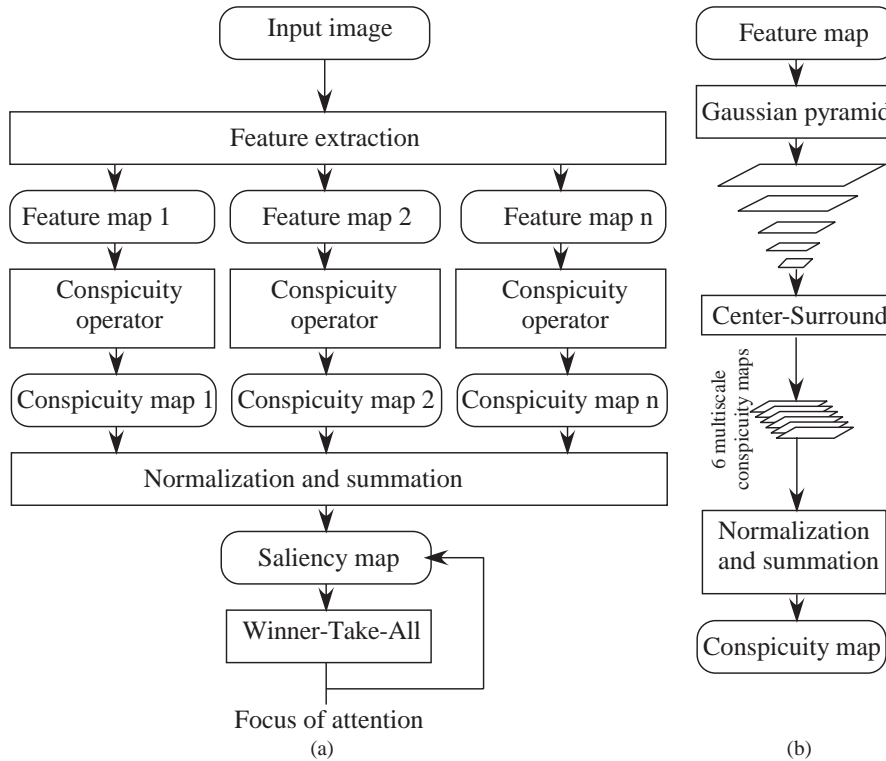 Input image
Feature extraction
Feature map 1
Feature map 2
Feature map n
Conspicuity
operator
Conspicuity
operator
Conspicuity
operator
Conspicuity map 1
Conspicuity map 2
Conspicuity map n
Normalization and summation
Saliency map
Winner-Take-All
Focus of attention
(a)
Feature map
Gaussian pyramid
Center-Surround
6 multiscale
conspicuity maps
Normalization
and summation
Conspicuity map
(b)